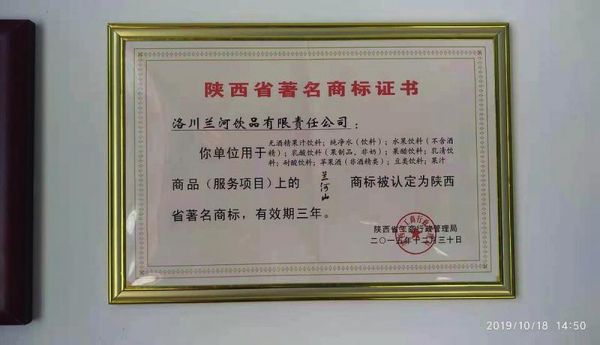 陕西省著名商标证书
洛川兰河饮品有限责任公司:
你单位用于
无酒精果汁饮料;纯净水(饮料);水果饮料(不含酒
精);乳酸饮料(果制品、非奶);果醋饮料;乳清饮
料;耐酸饮料;苹果酒(非酒精类);豆类饮料;果汁
商品(服务项目)上的 兰河山 商标被认定为陕西
省著名商标,有效期三年。
陕西省工商行政管理局
二〇一五年十二月三十日
2019/10/18 14:50